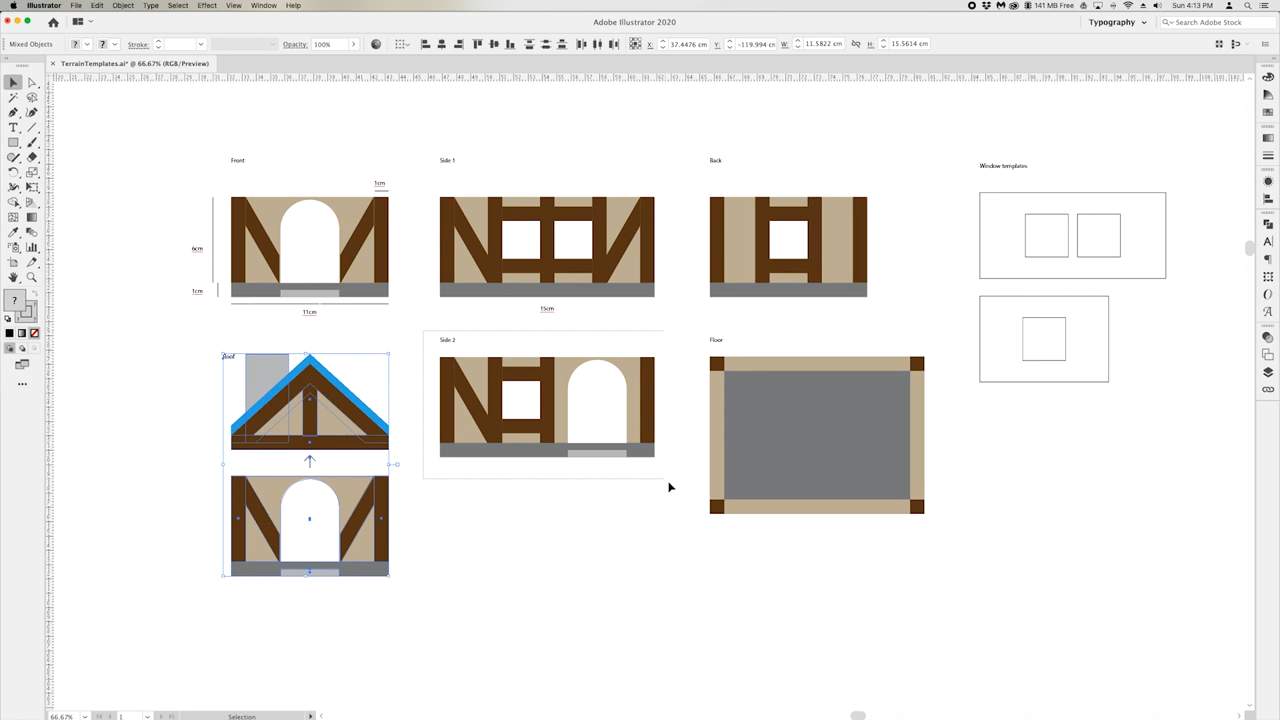 Illustrator File Edit Object Type Select Effect View Window Help 141 MB Free Sun 4:13 PM
Adobe Illustrator 2020 Typography Search Adobe Stock
Mixed Objects ? ? Stroke: Opacity: 100% X: 37.4476 cm Y: -119.994 cm W: 11.5822 cm H: 15.5614 cm
× TerrainTemplates.ai* @ 66.67% (RGB/Preview)
Front Side 1 Back Window templates
1cm
6cm
1cm
11cm 15cm
Side 2 Floor
Roof
?
66.67% 1 Selection